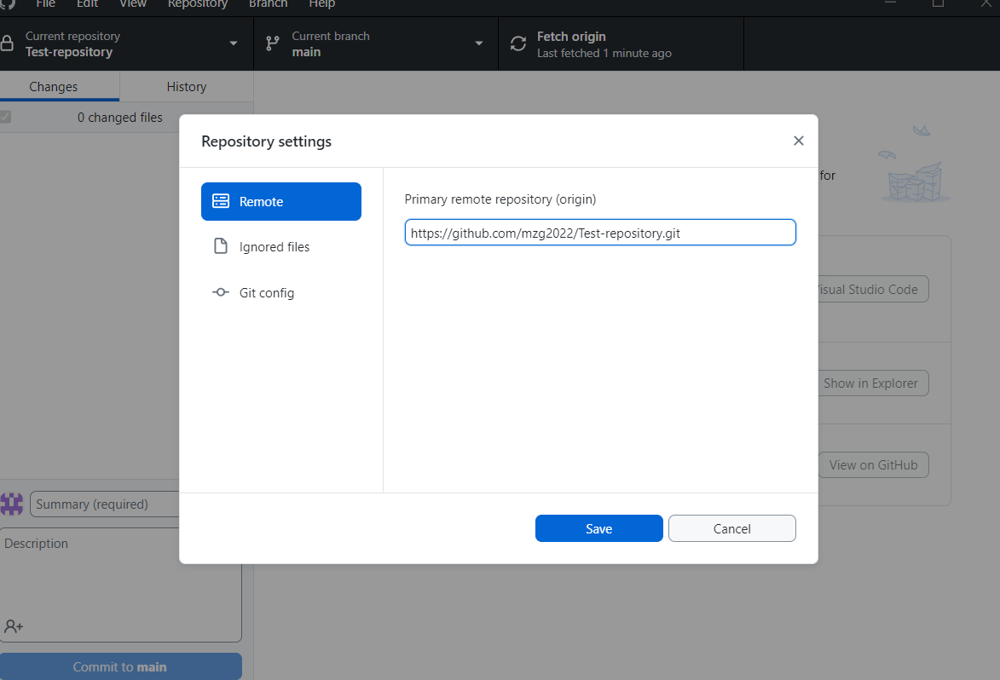 File Edit View Repository Branch Help
Current repository
Test-repository
Current branch
main
Fetch origin
Last fetched 1 minute ago
Changes History
0 changed files
Repository settings
Remote
Ignored files
Git config
Primary remote repository (origin)
https://github.com/mzg2022/Test-repository.git
Save Cancel
for
Visual Studio Code
Show in Explorer
View on GitHub
Summary (required)
Description
Commit to main